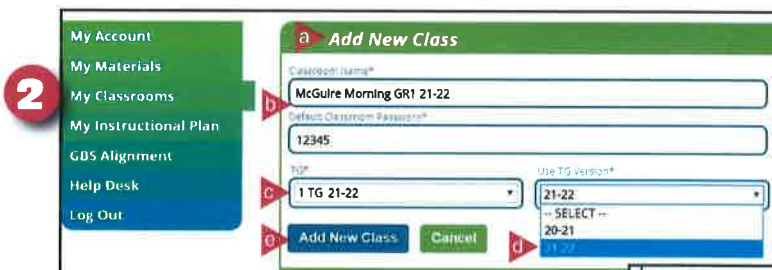 2
My Account
My Materials
My Classrooms
My Instructional Plan
GBS Alignment
Help Desk
Log Out
a Add New Class
Classroom Name*
b
McGuire Morning GR1 21-22
Default Classroom Password*
12345
TG*
Use TG Version*
c 1 TG 21-22
21-22
-- SELECT --
20-21
d 21-22
e Add New Class
Cancel